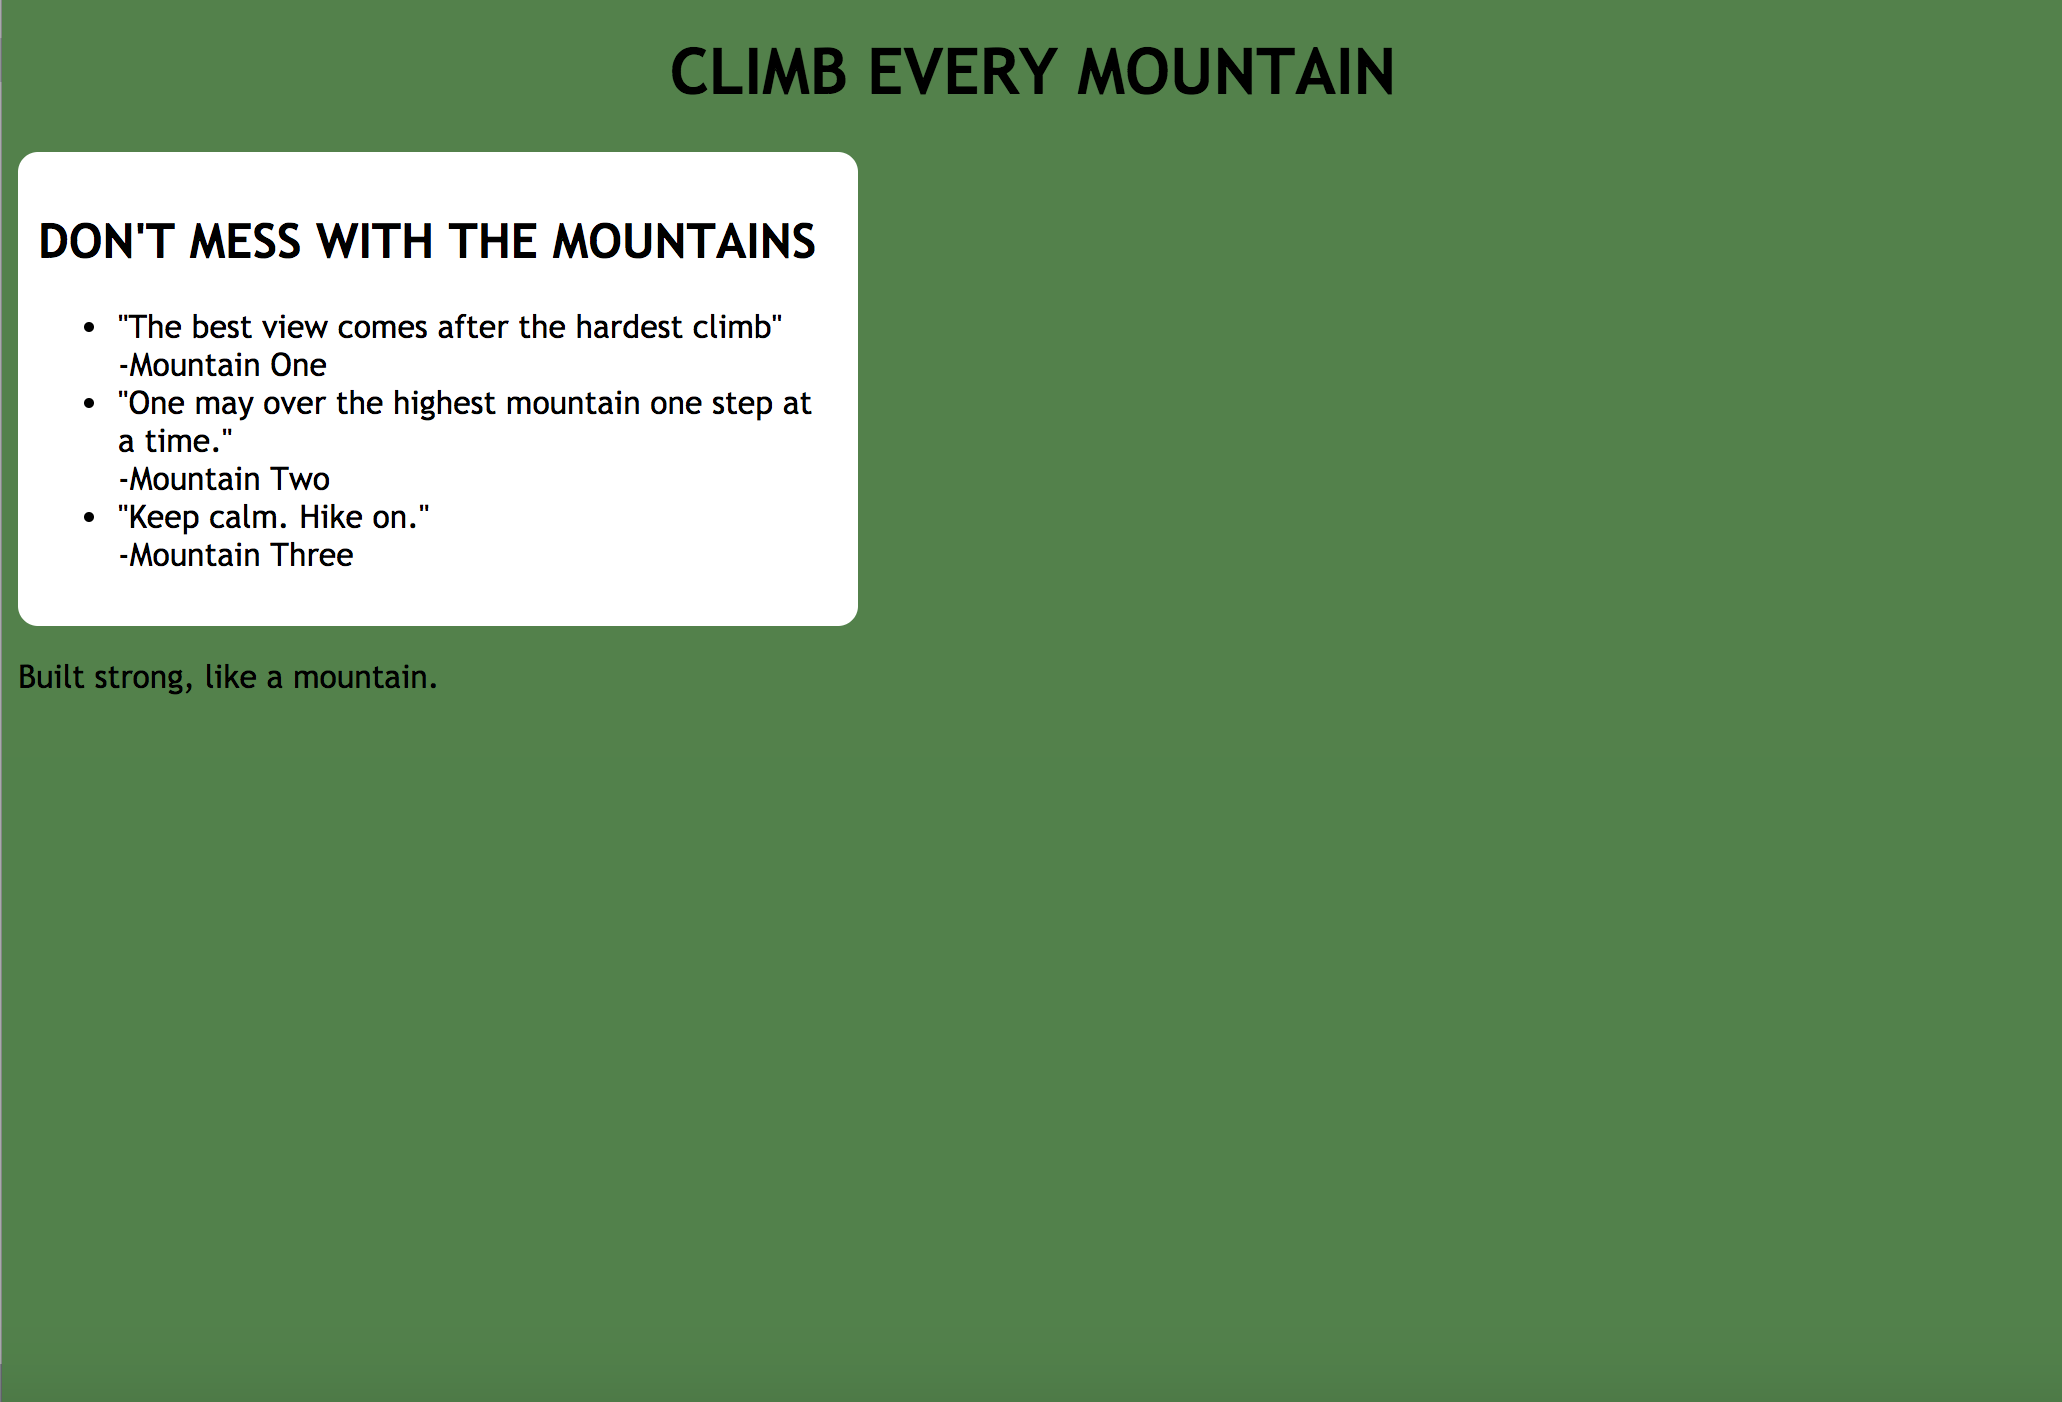 CLIMB EVERY MOUNTAIN
DON'T MESS WITH THE MOUNTAINS
• "The best view comes after the hardest climb"
-Mountain One
• "One may over the highest mountain one step at
a time."
-Mountain Two
• "Keep calm. Hike on."
-Mountain Three
Built strong, like a mountain.